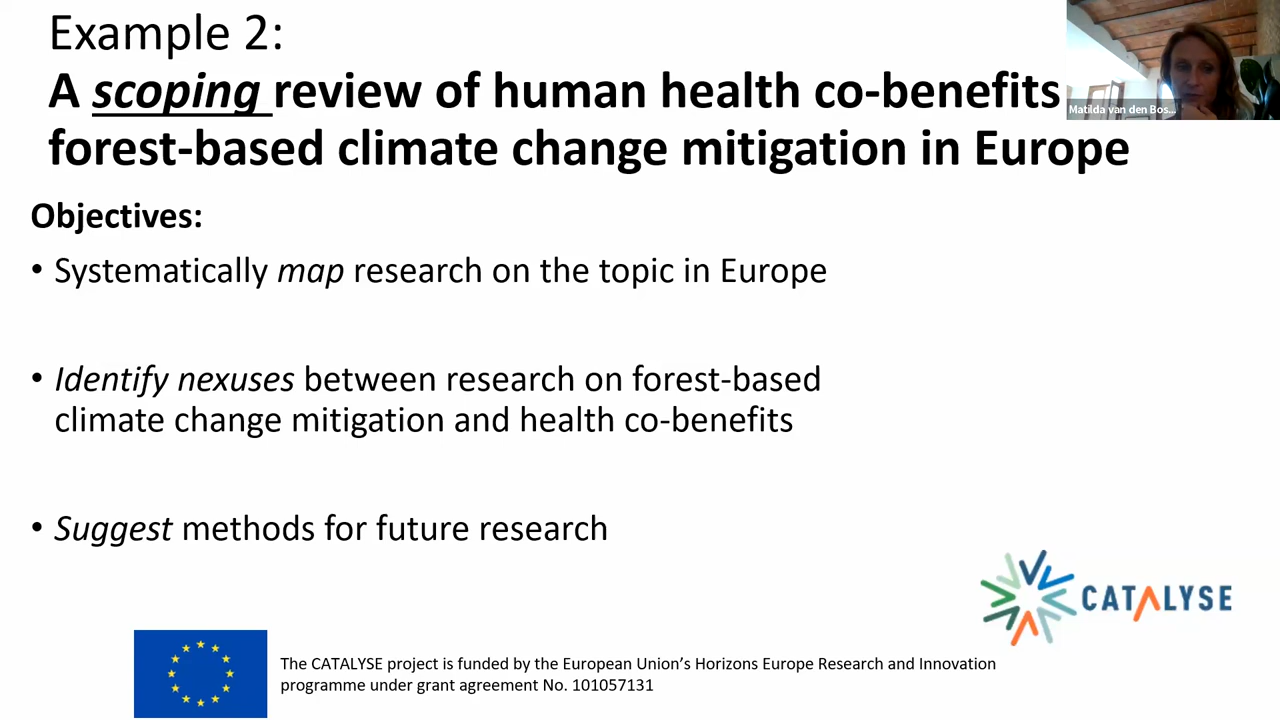 Example 2:
A scoping review of human health co-benefits
forest-based climate change mitigation in Europe
Matilda van den Bos...
Objectives:
• Systematically map research on the topic in Europe
• Identify nexuses between research on forest-based
climate change mitigation and health co-benefits
• Suggest methods for future research
CATALYSE
The CATALYSE project is funded by the European Union’s Horizons Europe Research and Innovation
programme under grant agreement No. 101057131